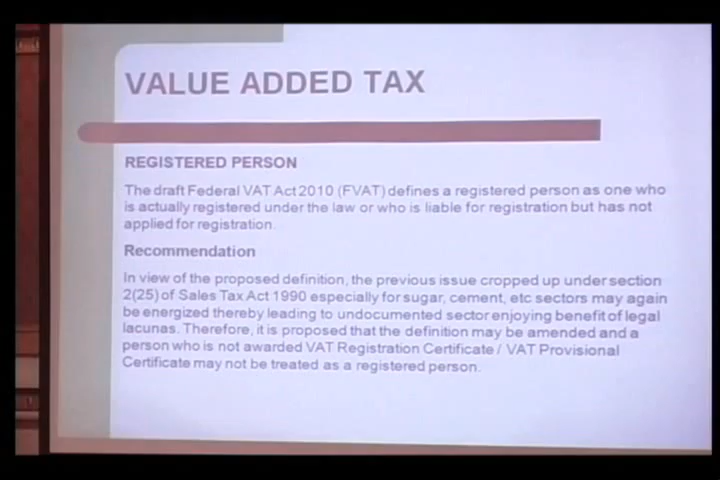 VALUE ADDED TAX
REGISTERED PERSON
The draft Federal VAT Act 2010 (FVAT) defines a registered person as one who
is actually registered under the law or who is liable for registration but has not
applied for registration.
Recommendation
In view of the proposed definition, the previous issue cropped up under section
2(25) of Sales Tax Act 1990 especially for sugar, cement, etc sectors may again
be energized thereby leading to undocumented sector enjoying benefit of legal
lacunas. Therefore, it is proposed that the definition may be amended and a
person who is not awarded VAT Registration Certificate / VAT Provisional
Certificate may not be treated as a registered person.